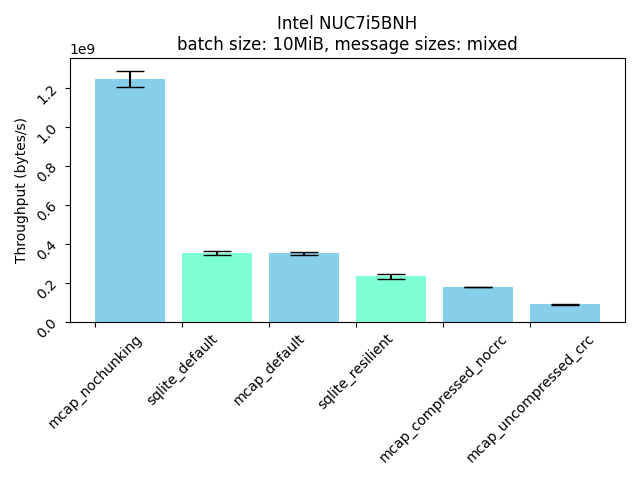 Intel NUC7i5BNH
batch size: 10MiB, message sizes: mixed
1e9
Throughput (bytes/s)
1.2
1.0
0.8
0.6
0.4
0.2
0.0
mcap_nochunking
sqlite_default
mcap_default
sqlite_resilient
mcap_compressed_nocrc
mcap_uncompressed_crc